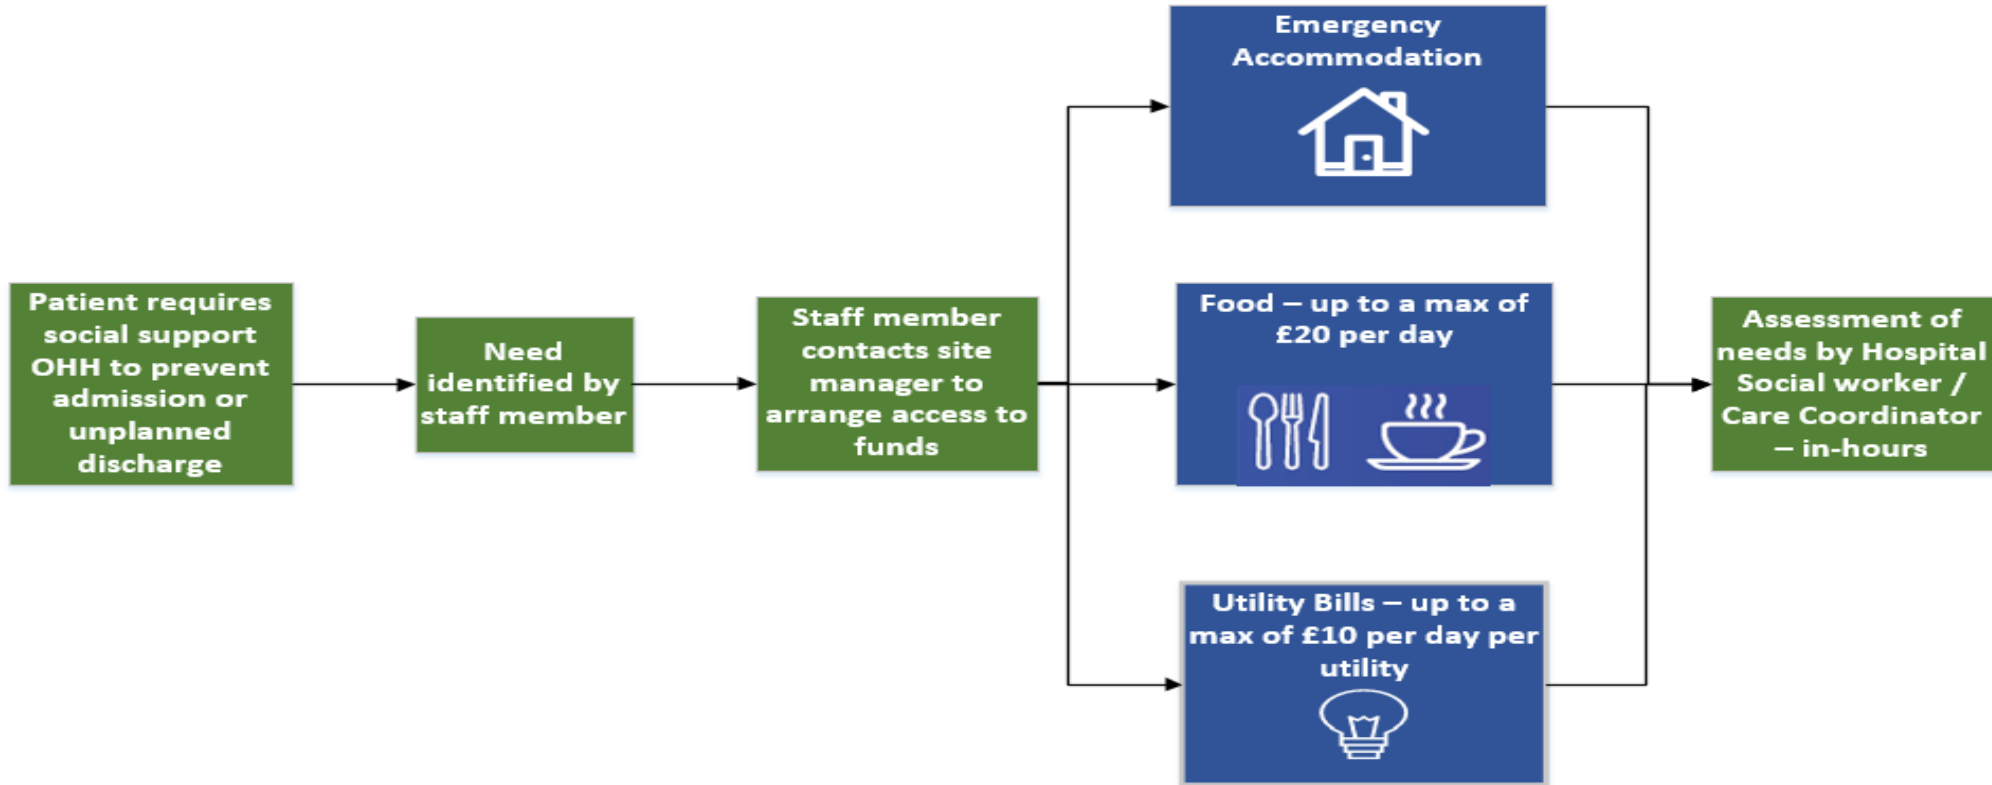 Patient requires
social support
OHH to prevent
admission or
unplanned
discharge
Need
identified by
staff member
Staff member
contacts site
manager to
arrange access to
funds
Emergency
Accommodation
Food – up to a max of
£20 per day
Utility Bills – up to a
max of £10 per day per
utility
Assessment of
needs by Hospital
Social worker /
Care Coordinator
– in-hours